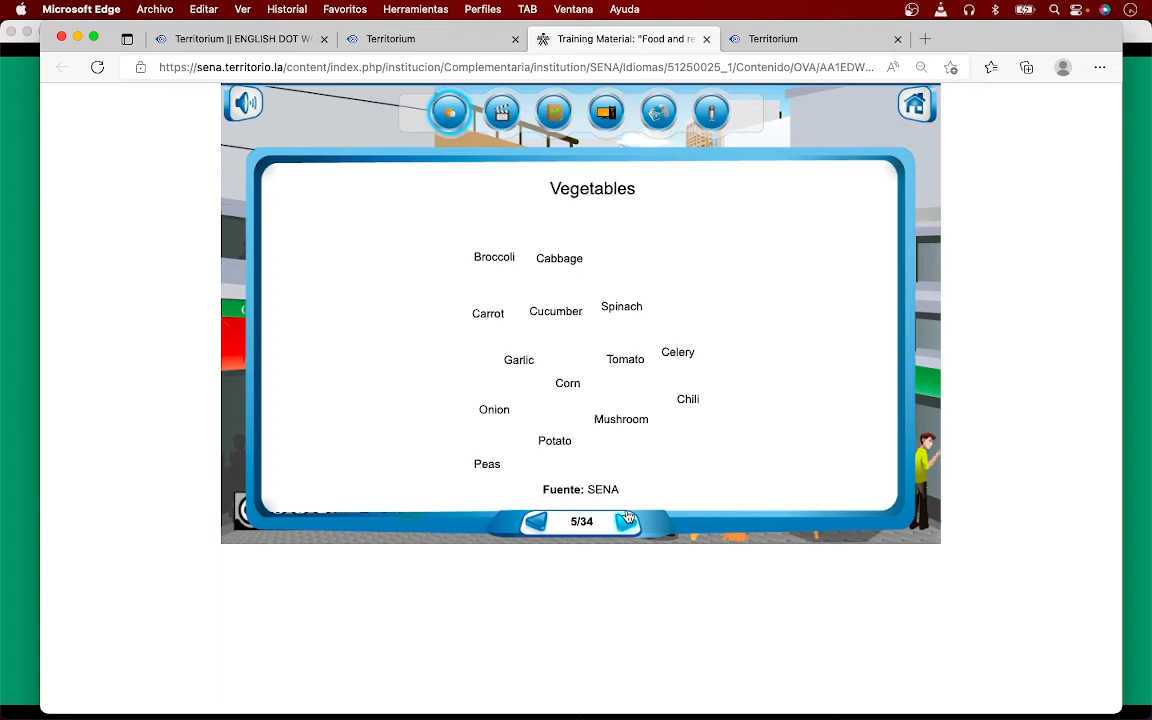 Microsoft Edge Archivo Editar Ver Historial Favoritos Herramientas Perfiles TAB Ventana Ayuda
Territorium || ENGLISH DOT WO
Territorium
Training Material: "Food and re
Territorium
https://sena.territorio.la/content/index.php/institucion/Complementaria/institution/SENA/Idiomas/51250025_1/Contenido/OVA/AA1EDW...
Vegetables
Broccoli Cabbage
Carrot Cucumber Spinach
Garlic Tomato Celery
Corn
Onion Mushroom Chili
Potato
Peas
Fuente: SENA
5/34